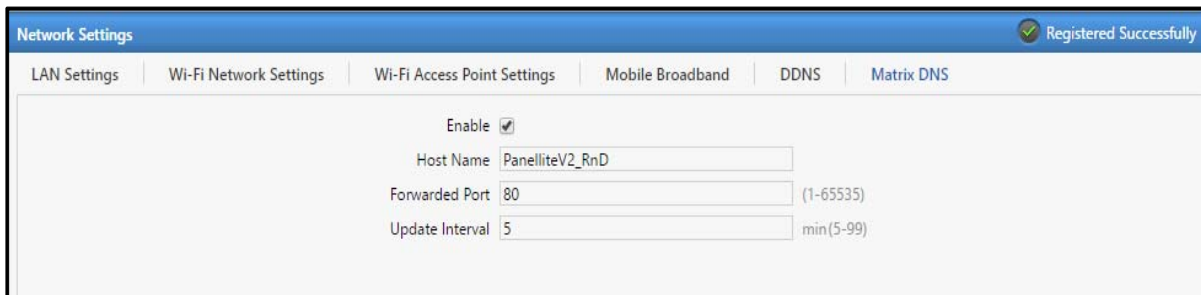 Network Settings Registered Successfully
LAN Settings Wi-Fi Network Settings Wi-Fi Access Point Settings Mobile Broadband DDNS Matrix DNS
Enable
Host Name PanelliteV2_RnD
Forwarded Port 80 (1-65535)
Update Interval 5 min(5-99)